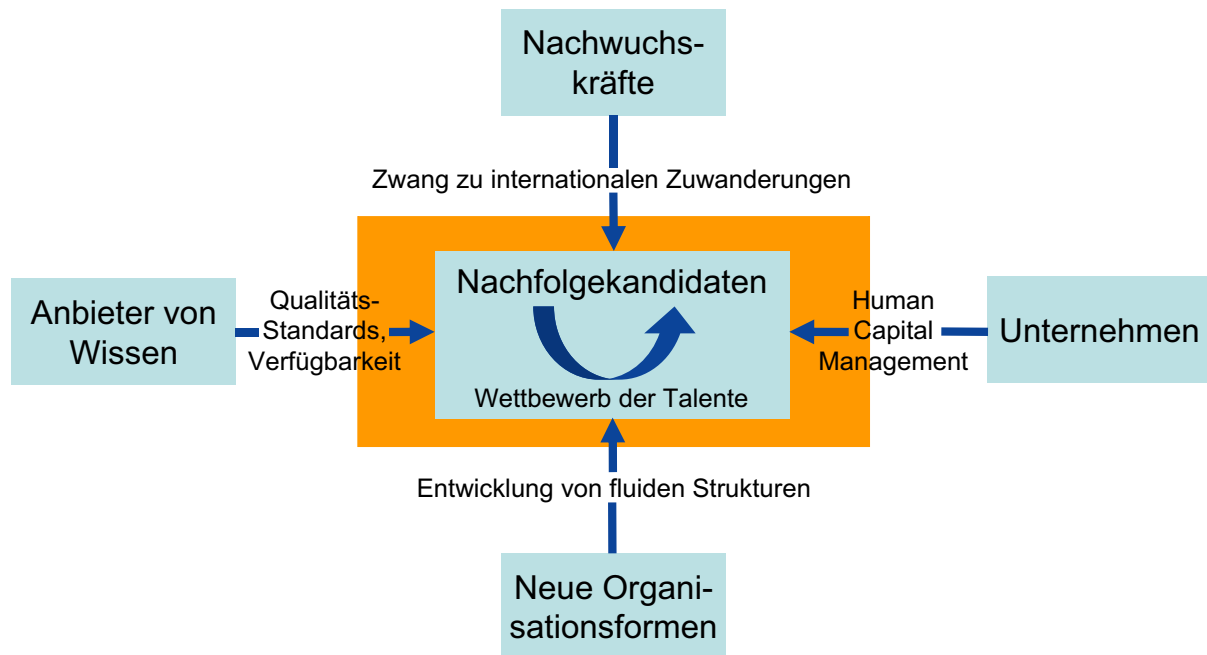 Nachwuchs-
kräfte
Zwang zu internationalen Zuwanderungen
Anbieter von
Wissen
Qualitäts-
Standards,
Verfügbarkeit
Nachfolgekandidaten
Wettbewerb der Talente
Human
Capital
Management
Unternehmen
Entwicklung von fluiden Strukturen
Neue Organi-
sationsformen